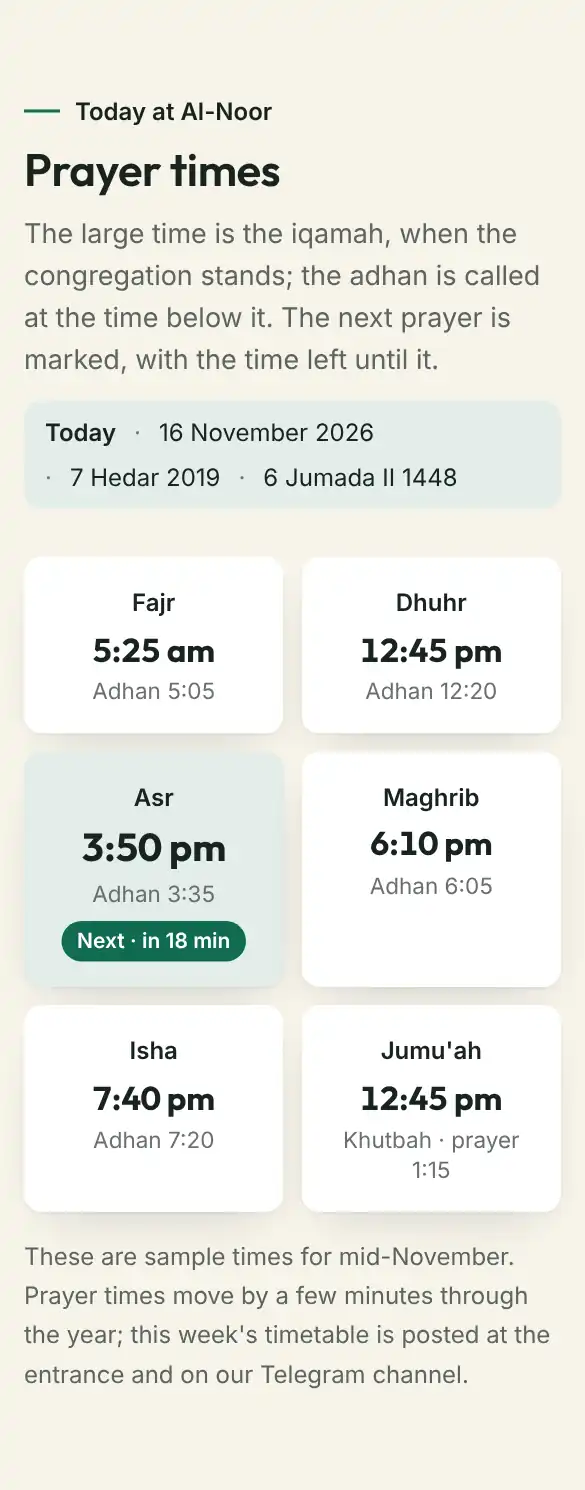 Today at Al-Noor
Prayer times
The large time is the iqamah, when the
congregation stands; the adhan is called
at the time below it. The next prayer is
marked, with the time left until it.
Today · 16 November 2026
· 7 Hedar 2019 · 6 Jumada II 1448
Fajr
5:25 am
Adhan 5:05
Dhuhr
12:45 pm
Adhan 12:20
Asr
3:50 pm
Adhan 3:35
Next · in 18 min
Maghrib
6:10 pm
Adhan 6:05
Isha
7:40 pm
Adhan 7:20
Jumu'ah
12:45 pm
Khutbah · prayer
1:15
These are sample times for mid-November.
Prayer times move by a few minutes through
the year; this week's timetable is posted at the
entrance and on our Telegram channel.